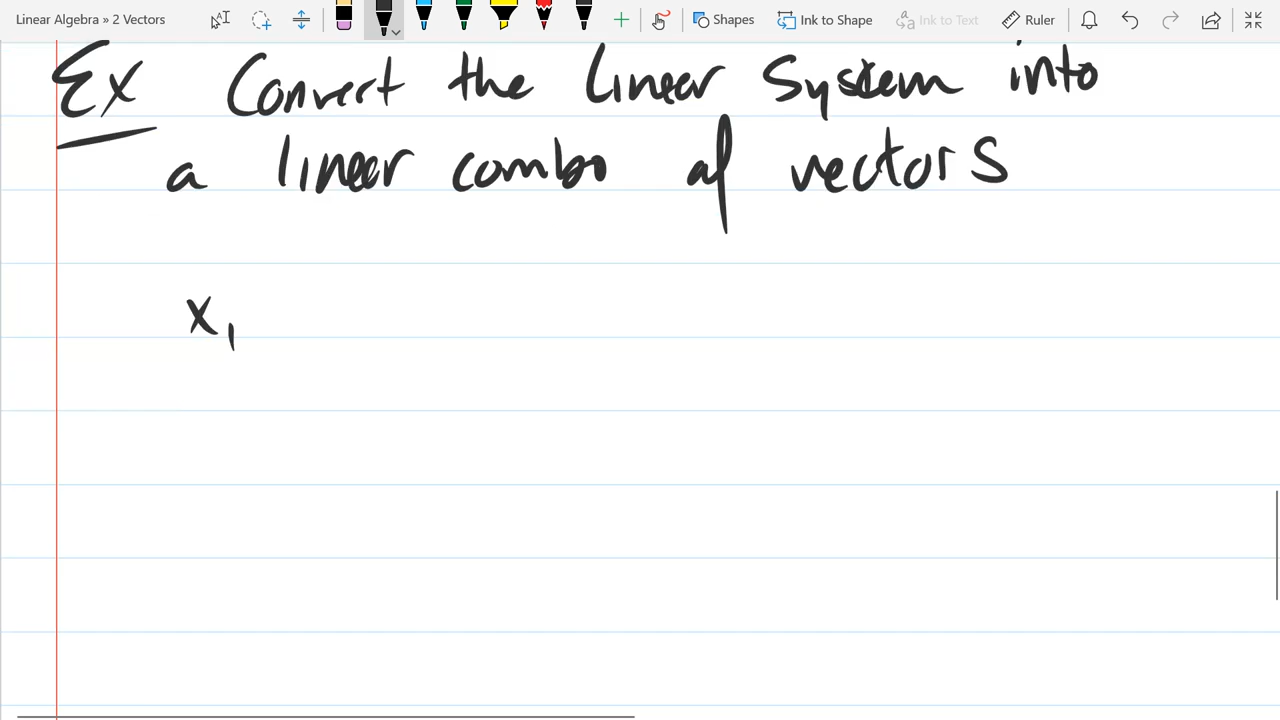 Linear Algebra » 2 Vectors Shapes Ink to Shape Ink to Text Ruler
Ex Convert the linear System into
a linear combo of vectors
x₁